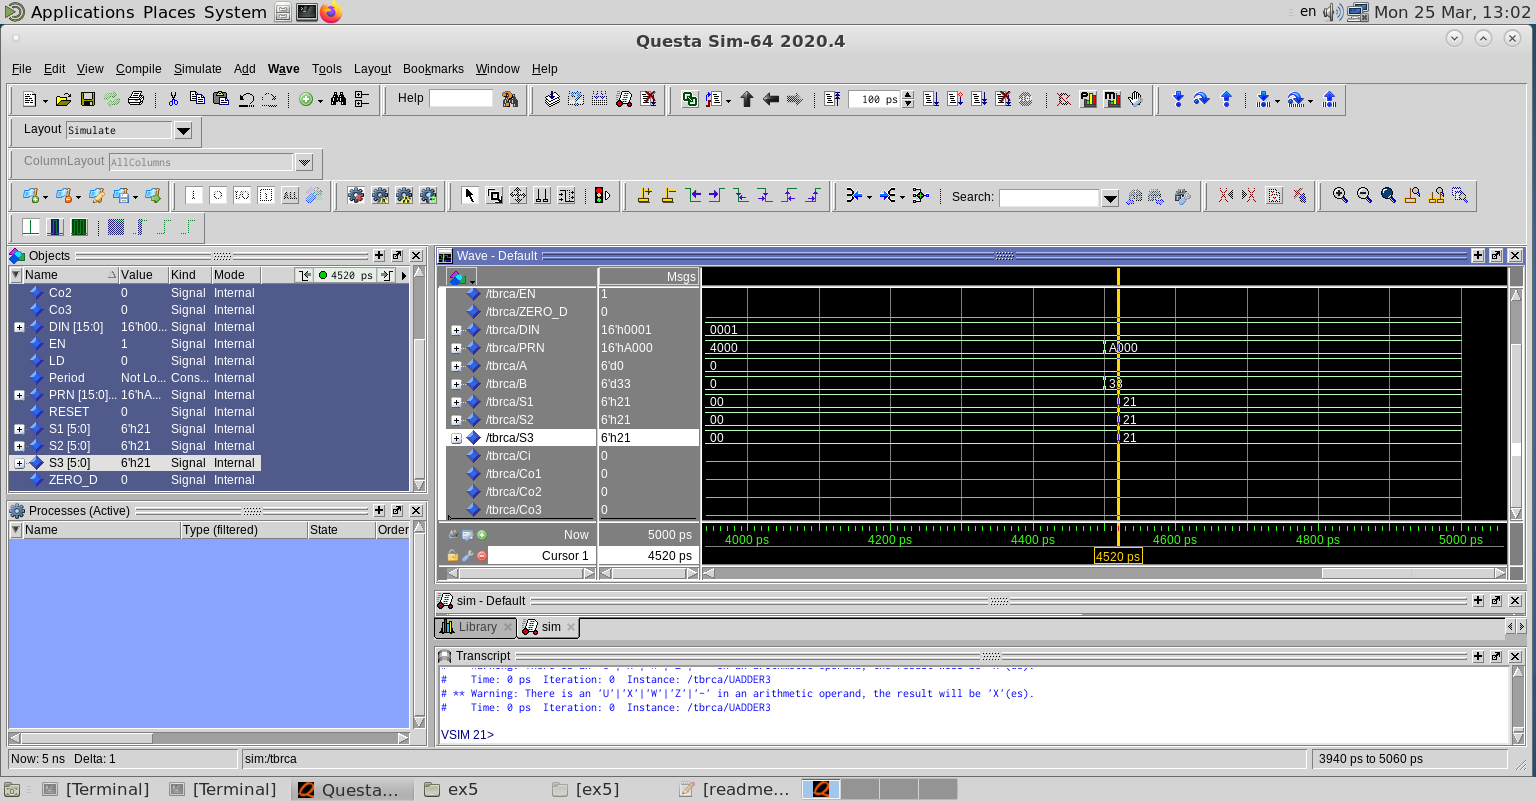 Applications Places System en Mon 25 Mar, 13:02
Questa Sim-64 2020.4
File Edit View Compile Simulate Add Wave Tools Layout Bookmarks Window Help
Help 100 ps
Layout Simulate
ColumnLayout AllColumns
Search:
Objects
Name Value Kind Mode 4520 ps
Co2 0 Signal Internal
Co3 0 Signal Internal
DIN [15:0] 16'h00... Signal Internal
EN 1 Signal Internal
LD 0 Signal Internal
Period Not Lo... Cons... Internal
PRN [15:0]... 16'hA... Signal Internal
RESET 0 Signal Internal
S1 [5:0] 6'h21 Signal Internal
S2 [5:0] 6'h21 Signal Internal
S3 [5:0] 6'h21 Signal Internal
ZERO_D 0 Signal Internal
Processes (Active)
Name Type (filtered) State Order
Wave - Default
Msgs
/tbrca/EN 1
/tbrca/ZERO_D 0
/tbrca/DIN 16'h0001 0001
/tbrca/PRN 16'hA000 4000 A000
/tbrca/A 6'd0 0
/tbrca/B 6'd33 0 33
/tbrca/S1 6'h21 00 21
/tbrca/S2 6'h21 00 21
/tbrca/S3 6'h21 00 21
/tbrca/Ci 0
/tbrca/Co1 0
/tbrca/Co2 0
/tbrca/Co3 0
Now 5000 ps 4000 ps 4200 ps 4400 ps 4600 ps 4800 ps 5000 ps
Cursor 1 4520 ps 4520 ps
sim - Default
Library sim
Transcript
# Time: 0 ps Iteration: 0 Instance: /tbrca/UADDER3
# ** Warning: There is an 'U'|'X'|'W'|'Z'|'-' in an arithmetic operand, the result will be 'X'(es).
# Time: 0 ps Iteration: 0 Instance: /tbrca/UADDER3
VSIM 21>
Now: 5 ns Delta: 1 sim:/tbrca 3940 ps to 5060 ps
[Terminal] [Terminal] Questa... ex5 [ex5] [readme...